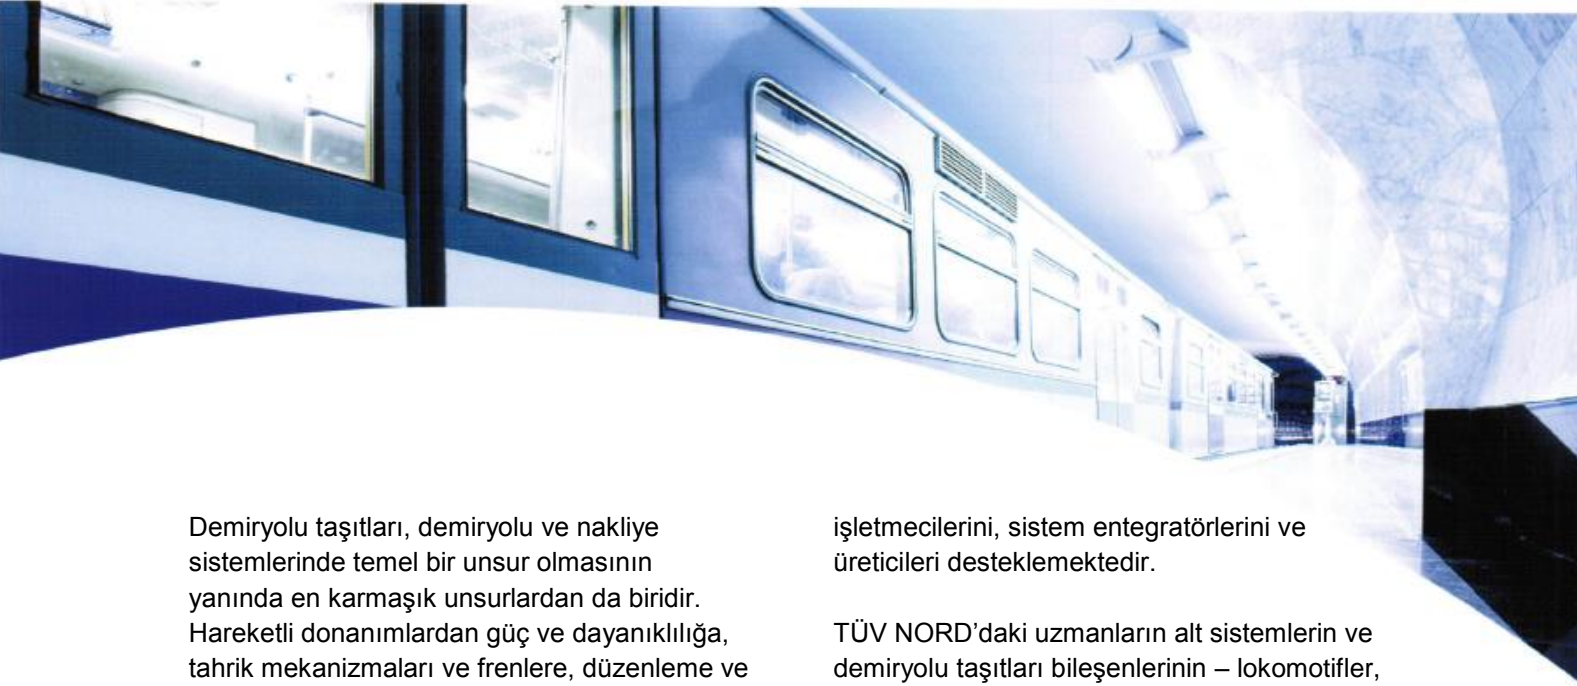 Demiryolu taşıtları, demiryolu ve nakliye
sistemlerinde temel bir unsur olmasının
yanında en karmaşık unsurlardan da biridir.
Hareketli donanımlardan güç ve dayanıklılığa,
tahrik mekanizmaları ve frenlere, düzenleme ve
işletmecilerini, sistem entegratörlerini ve
üreticileri desteklemektedir.
TÜV NORD’daki uzmanların alt sistemlerin ve
demiryolu taşıtları bileşenlerinin – lokomotifler,